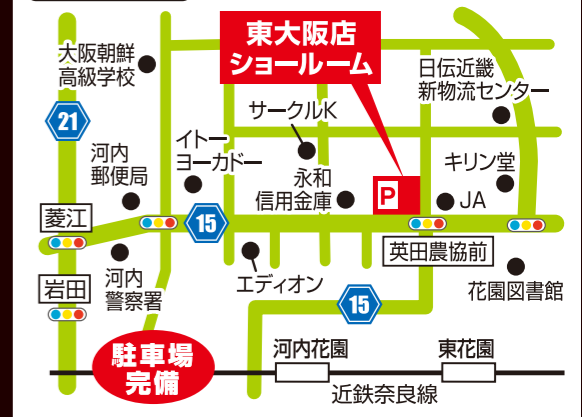 東大阪店
ショールーム
大阪朝鮮
高級学校
日伝近畿
新物流センター
サークルK
21
イトー
ヨーカドー
河内
郵便局
キリン堂
永和
信用金庫
P
JA
菱江
15
英田農協前
岩田
河内
警察署
エディオン
花園図書館
15
駐車場
完備
河内花園
東花園
近鉄奈良線